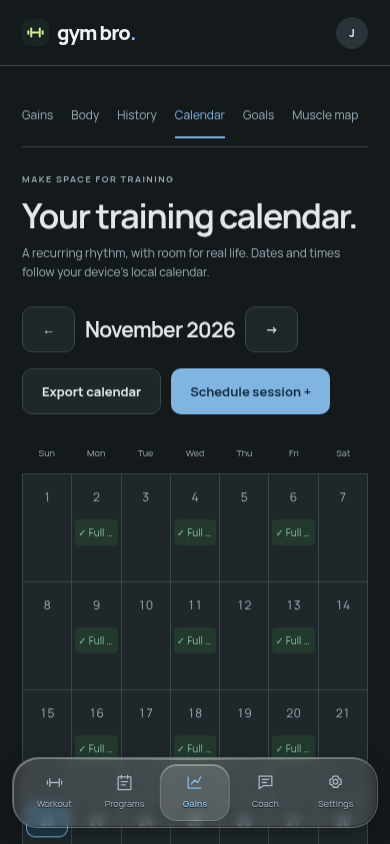 gym bro.
J
Gains Body History Calendar Goals Muscle map
MAKE SPACE FOR TRAINING
Your training calendar.
A recurring rhythm, with room for real life. Dates and times
follow your device's local calendar.
← November 2026 →
Export calendar Schedule session +
Sun Mon Tue Wed Thu Fri Sat
1 2 3 4 5 6 7
✓ Full ... ✓ Full ... ✓ Full ...
8 9 10 11 12 13 14
✓ Full ... ✓ Full ... ✓ Full ...
15 16 17 18 19 20 21
✓ Full ... ✓ Full ... ✓ Full ...
Workout Programs Gains Coach Settings